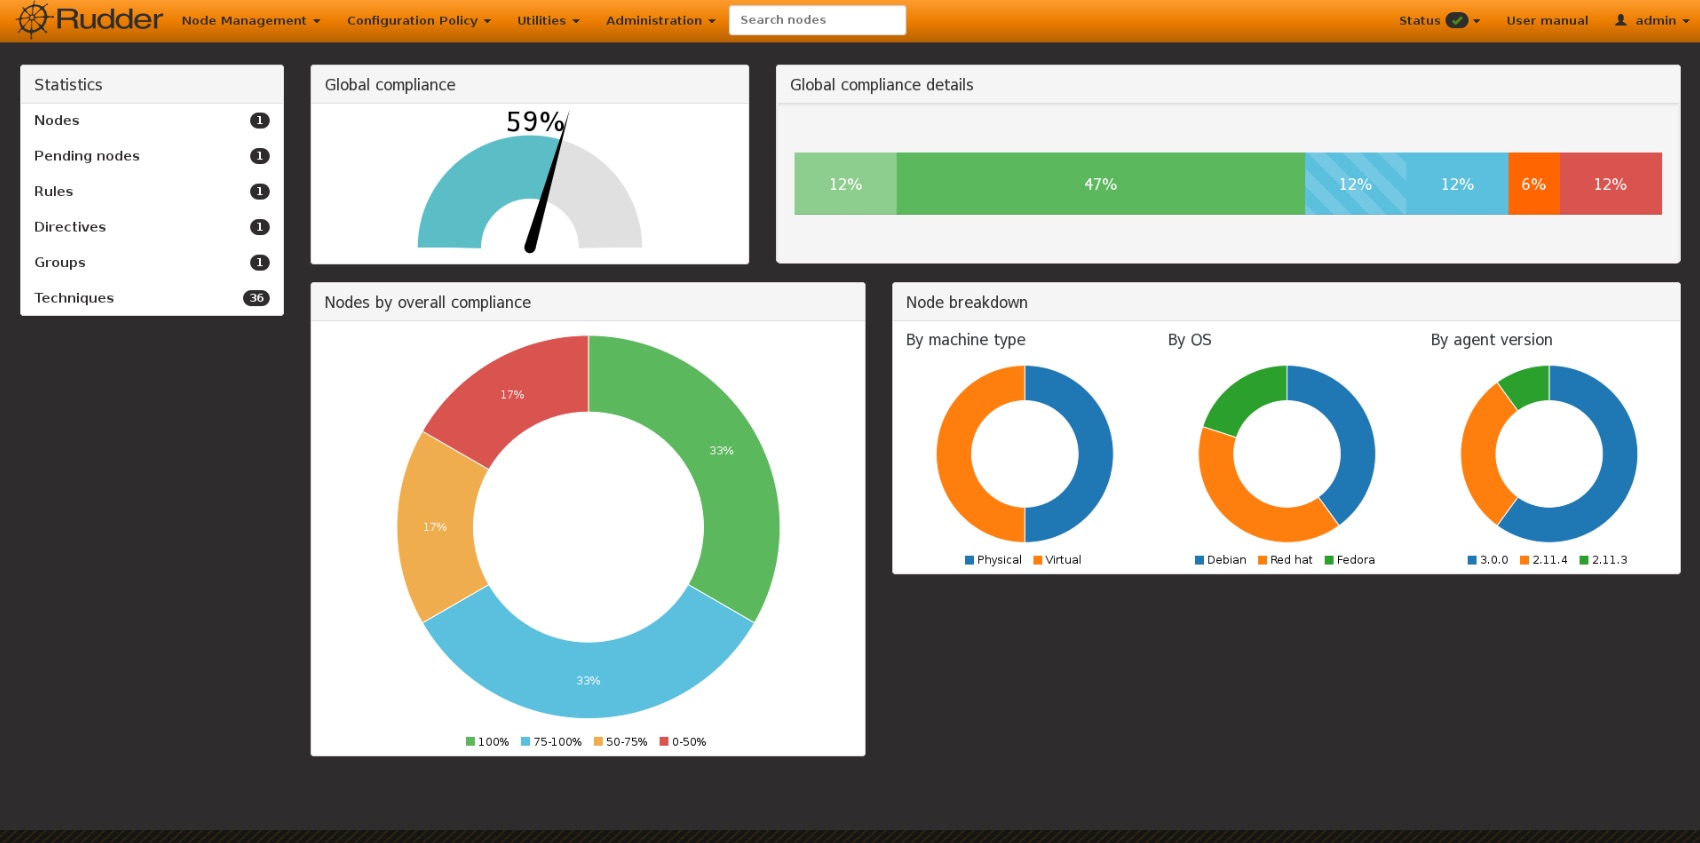 Rudder Node Management Configuration Policy Utilities Administration Search nodes Status User manual admin
Statistics
Nodes 1
Pending nodes 1
Rules 1
Directives 1
Groups 1
Techniques 36
Global compliance
59%
Global compliance details
12% 47% 12% 12% 6% 12%
Nodes by overall compliance
17% 33%
17%
33%
100% 75-100% 50-75% 0-50%
Node breakdown
By machine type By OS By agent version
Physical Virtual Debian Red hat Fedora 3.0.0 2.11.4 2.11.3